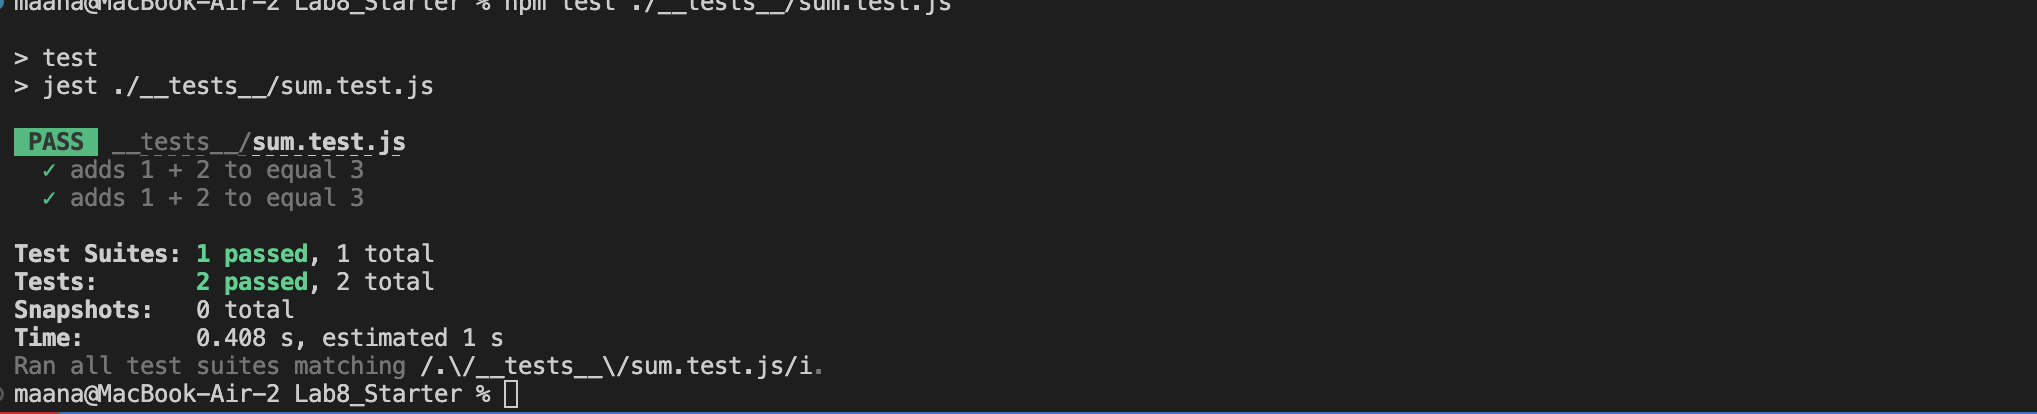 maana@MacBook-Air-2 Lab8_Starter % npm test ./__tests__/sum.test.js
> test
> jest ./__tests__/sum.test.js
PASS __tests__/sum.test.js
✓ adds 1 + 2 to equal 3
✓ adds 1 + 2 to equal 3
Test Suites: 1 passed, 1 total
Tests: 2 passed, 2 total
Snapshots: 0 total
Time: 0.408 s, estimated 1 s
Ran all test suites matching /.\/__tests__\/sum.test.js/i.
maana@MacBook-Air-2 Lab8_Starter %